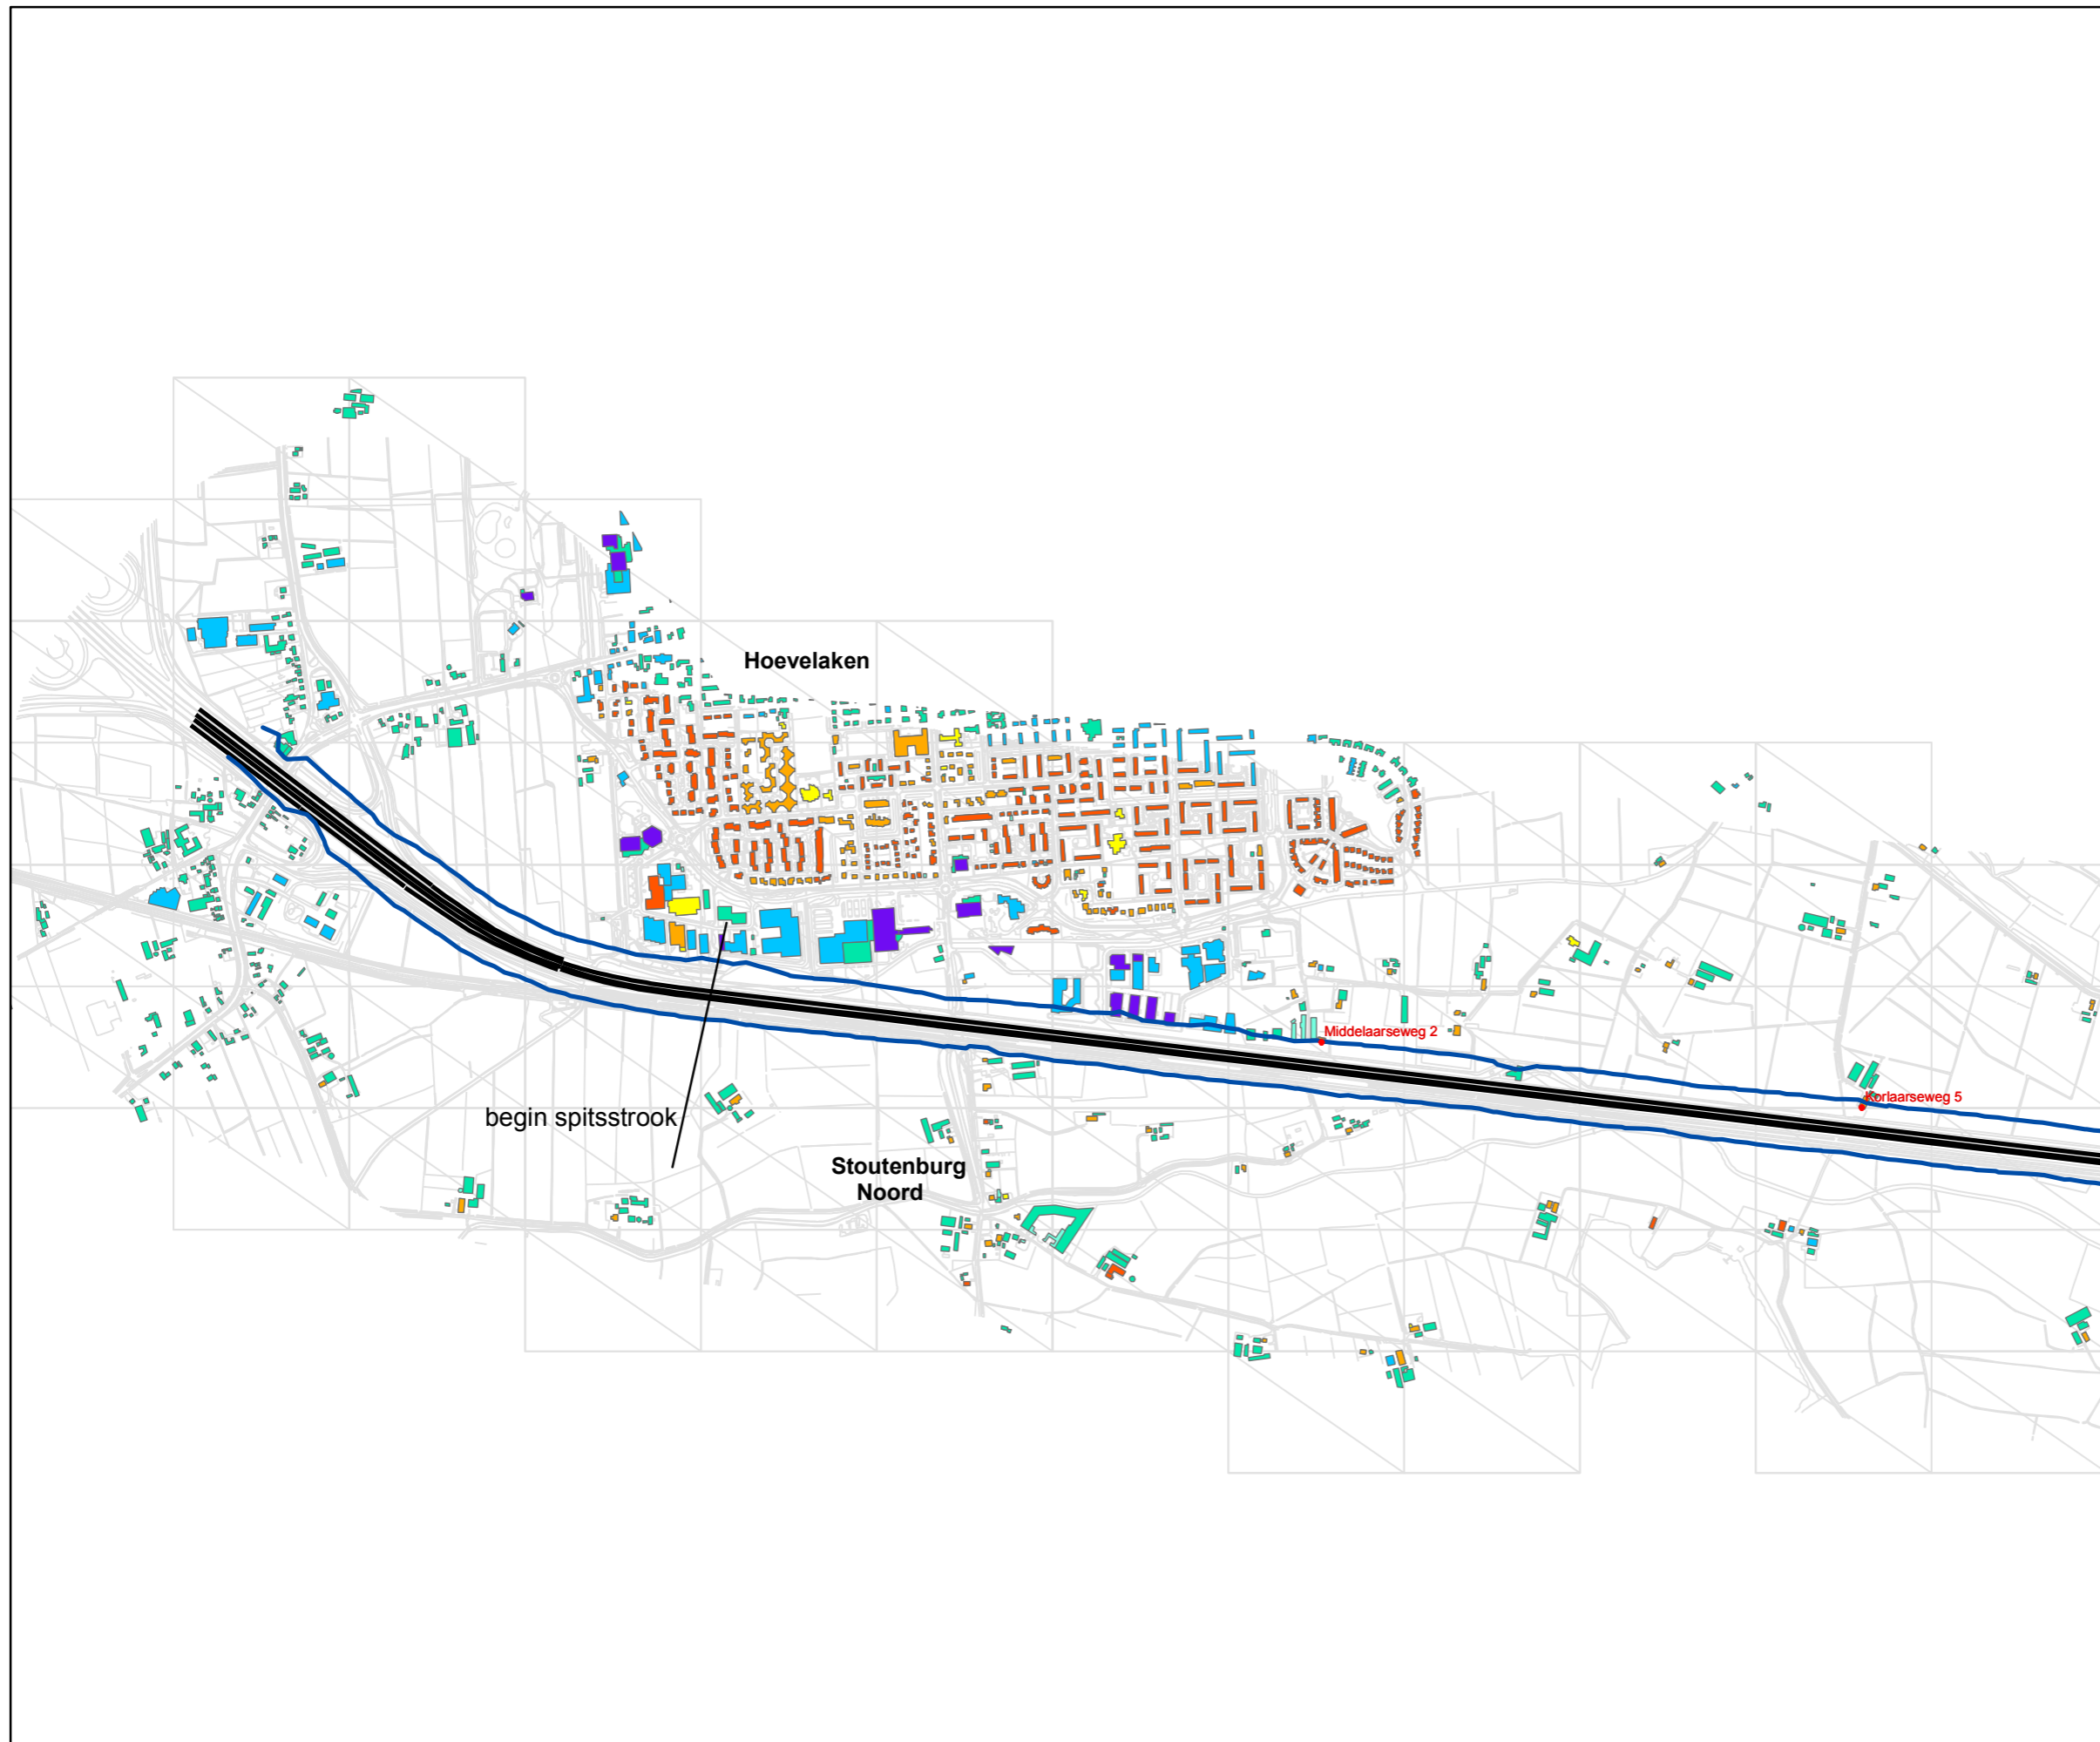 Hoevelaken
Middelaarseweg 2
Korlaarseweg 5
begin spitsstrook
Stoutenburg
Noord